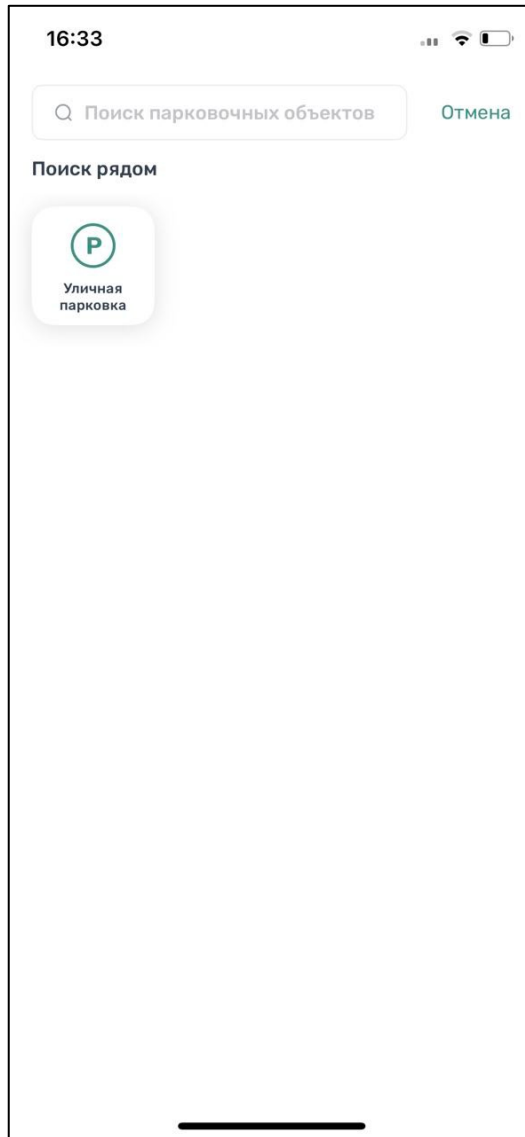 16:33
Поиск парковочных объектов
Отмена
Поиск рядом
P
Уличная
парковка